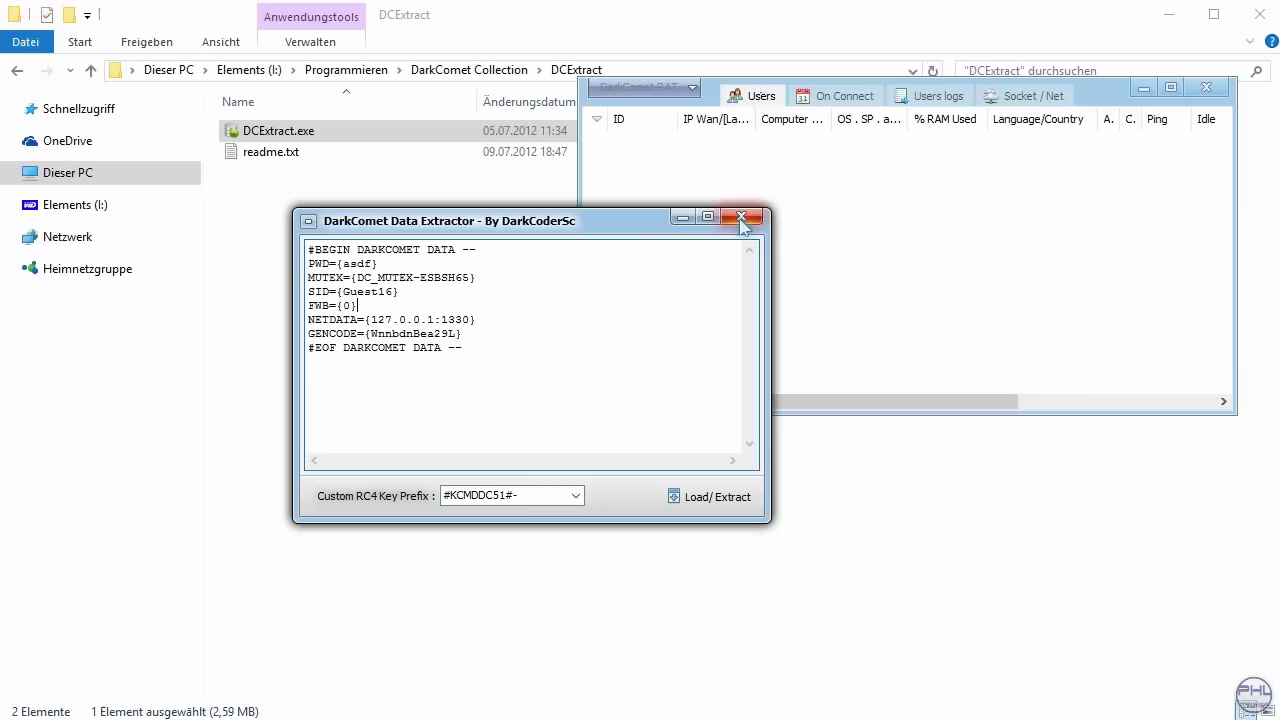 Anwendungstools
DCExtract
Datei
Start
Freigeben
Ansicht
Verwalten
Dieser PC
Elements (I:)
Programmieren
DarkComet Collection
DCExtract
"DCExtract" durchsuchen
Schnellzugriff
OneDrive
Dieser PC
Elements (I:)
Netzwerk
Heimnetzgruppe
Name
Änderungsdatum
DCExtract.exe
05.07.2012 11:34
readme.txt
09.07.2012 18:47
DarkComet-RAT
Users
On Connect
Users logs
Socket / Net
ID
IP Wan/[La...
Computer ...
OS . SP . a...
% RAM Used
Language/Country
A.
C.
Ping
Idle
DarkComet Data Extractor - By DarkCoderSc
#BEGIN DARKCOMET DATA --
PWD={asdf}
MUTEX={DC_MUTEX-ESBSH65}
SID={Guest16}
FWB={0}
NETDATA={127.0.0.1:1330}
GENCODE={WnnbdnBea29L}
#EOF DARKCOMET DATA --
Custom RC4 Key Prefix :
#KCMDDC51#-
Load/ Extract
2 Elemente
1 Element ausgewählt (2,59 MB)
PHL